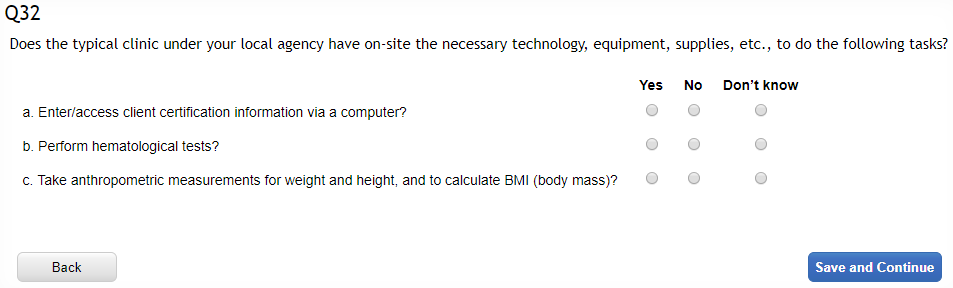 Q32
Does the typical clinic under your local agency have on-site the necessary technology, equipment, supplies, etc., to do the following tasks?
Yes No Don't know
a. Enter/access client certification information via a computer?
b. Perform hematological tests?
c. Take anthropometric measurements for weight and height, and to calculate BMI (body mass)?
Back Save and Continue